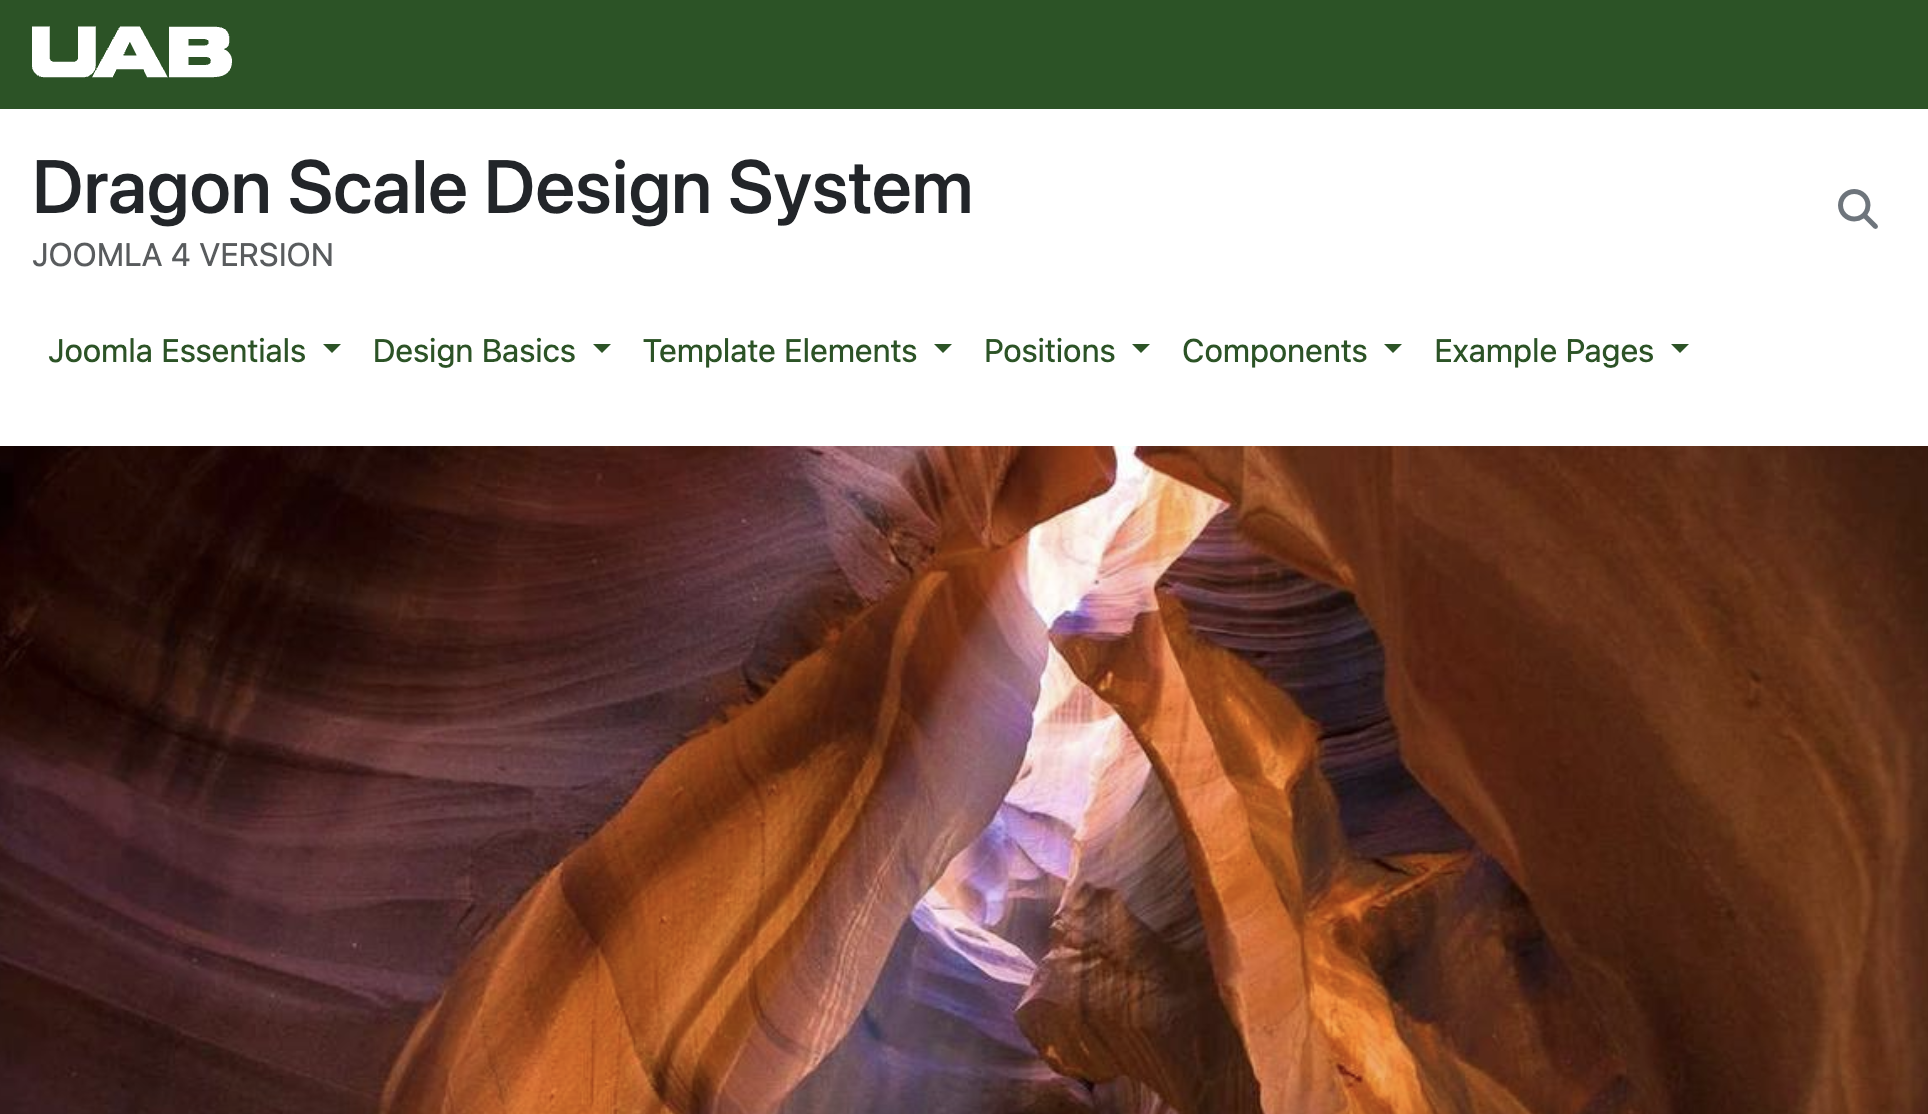 UAB
Dragon Scale Design System
JOOMLA 4 VERSION
Joomla Essentials Design Basics Template Elements Positions Components Example Pages